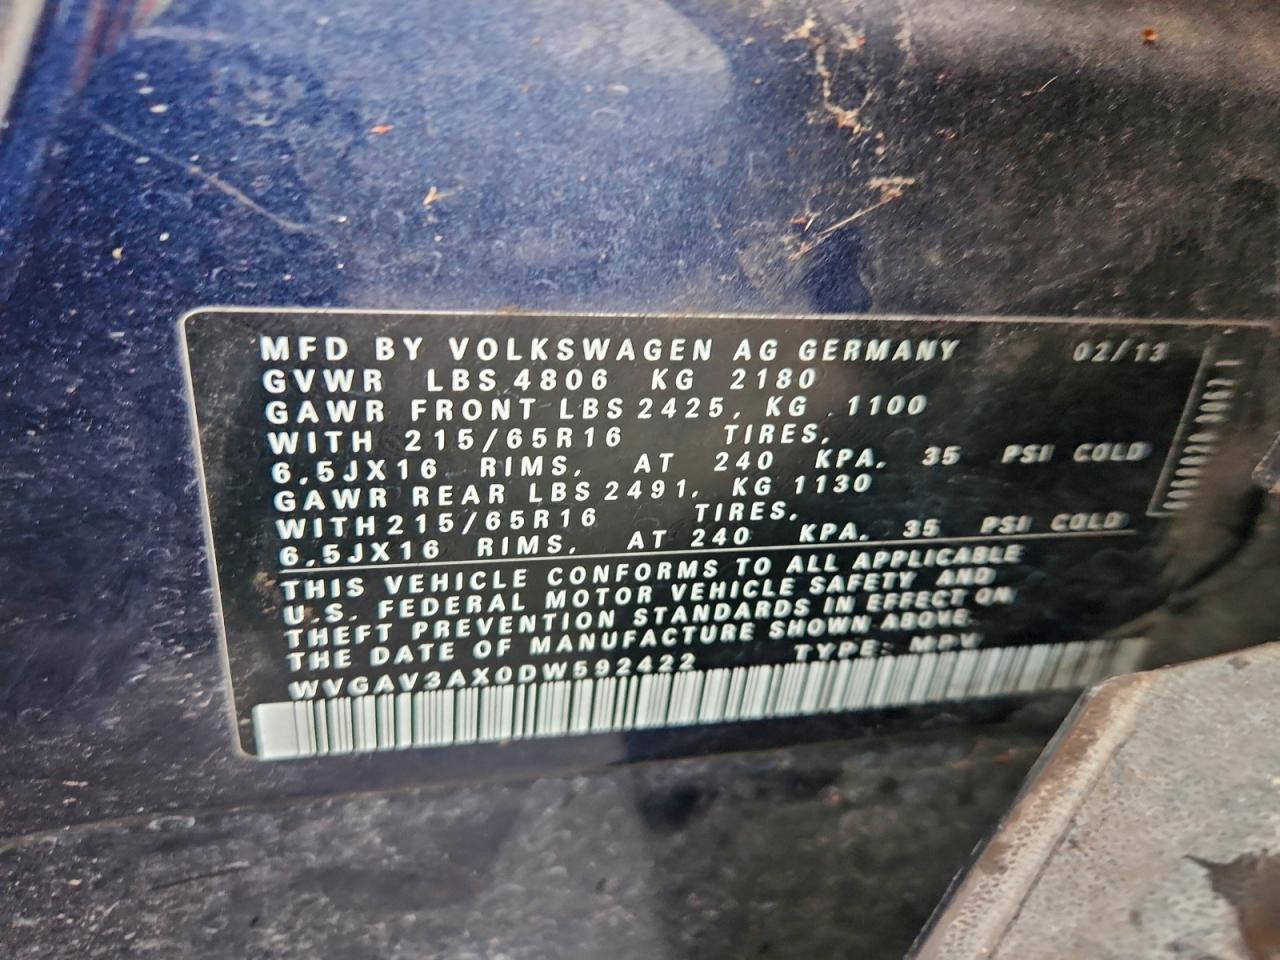 MFD BY VOLKSWAGEN AG GERMANY 02/13
GVWR LBS 4806 KG 2180
GAWR FRONT LBS 2425, KG 1100
WITH 215/65R16 TIRES,
6,5JX16 RIMS, AT 240 KPA, 35 PSI COLD
GAWR REAR LBS 2491, KG 1130
WITH 215/65R16 TIRES,
6,5JX16 RIMS, AT 240 KPA, 35 PSI COLD
THIS VEHICLE CONFORMS TO ALL APPLICABLE
U.S. FEDERAL MOTOR VEHICLE SAFETY AND
THEFT PREVENTION STANDARDS IN EFFECT ON
THE DATE OF MANUFACTURE SHOWN ABOVE.
WVGAV3AX0DW592422 TYPE: MPV